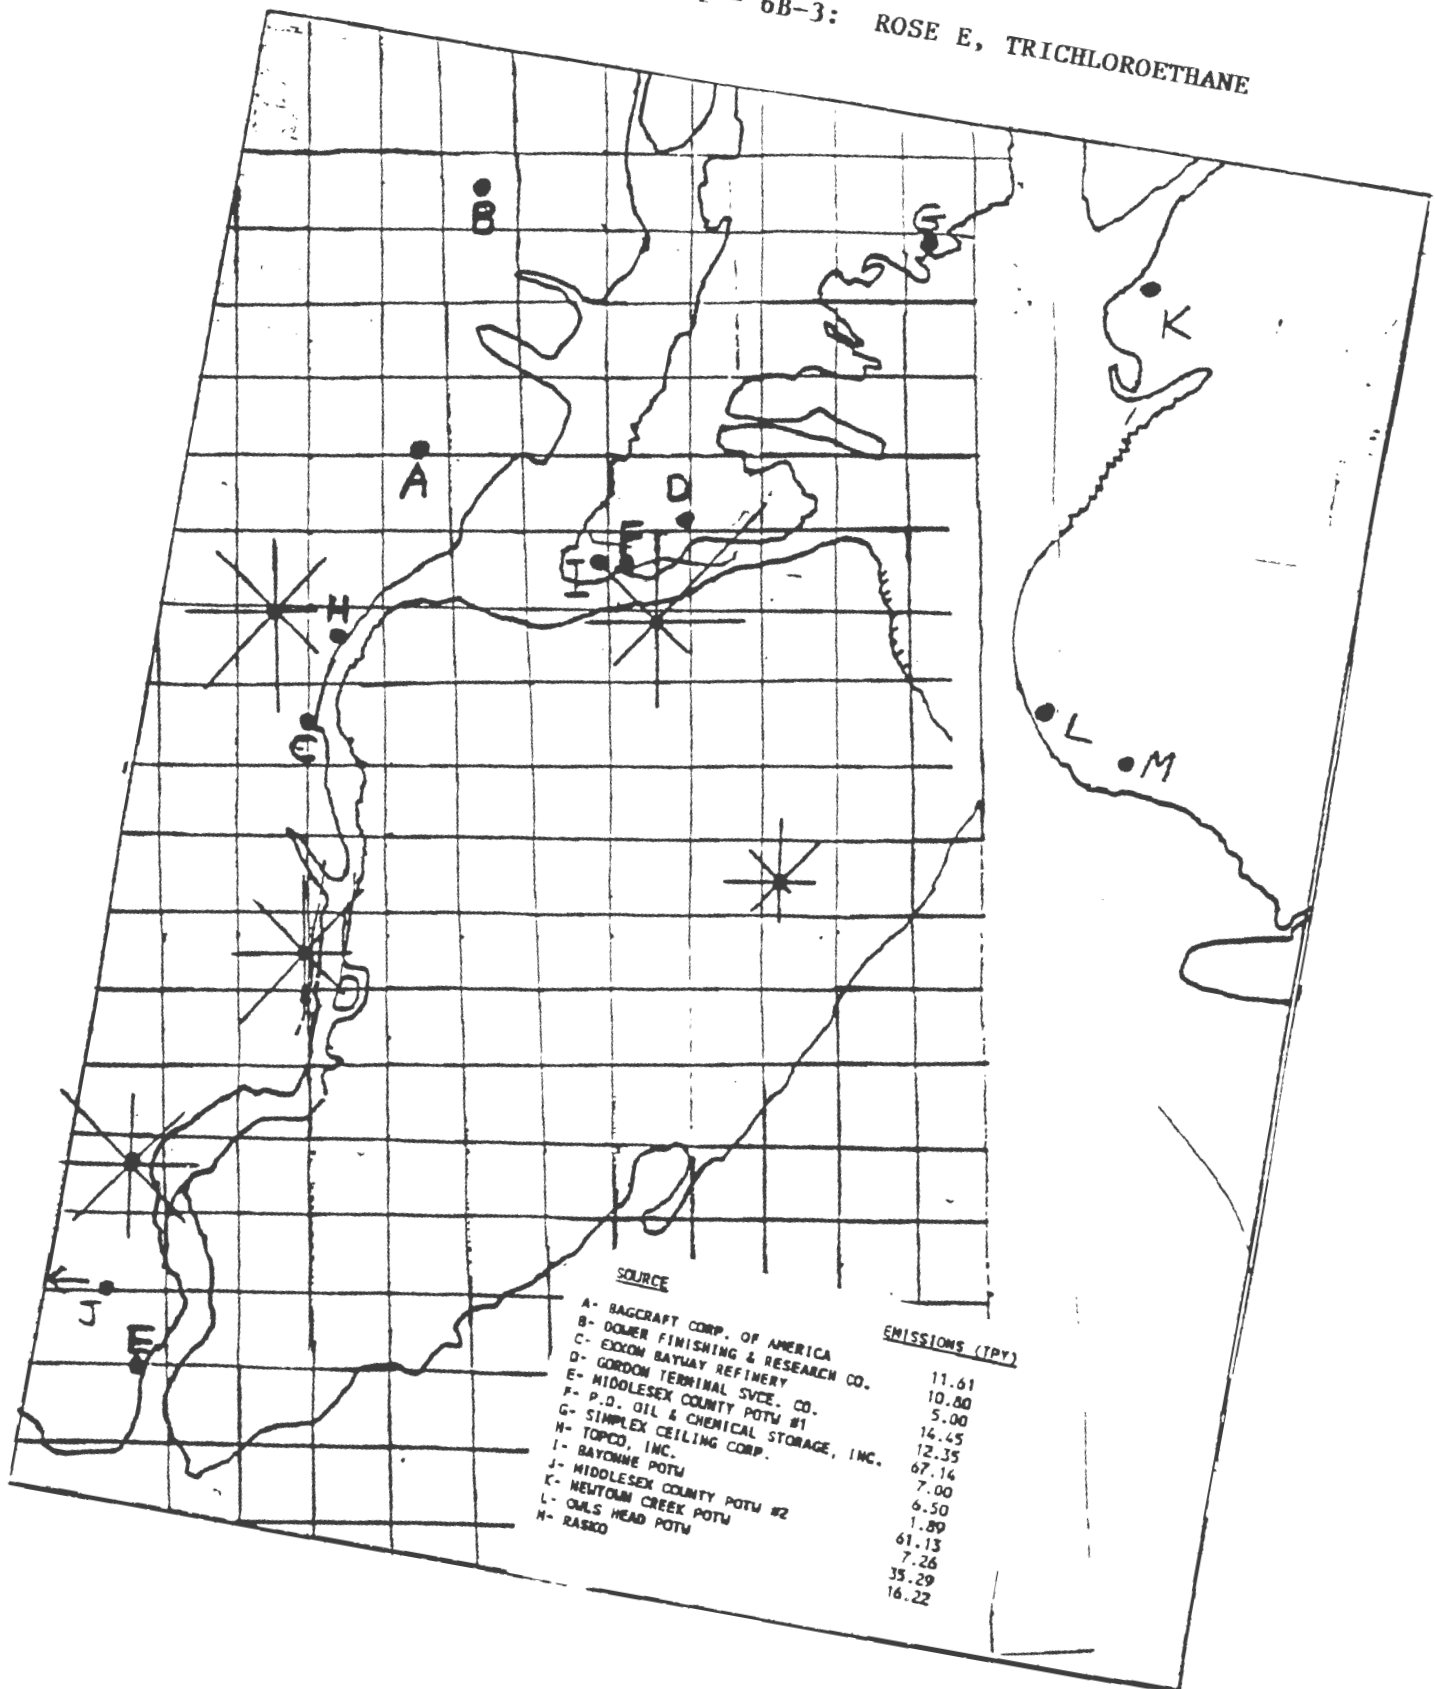 6B-3: ROSE E, TRICHLOROETHANE
B
G
K
A
D
F
I
H
C
L
M
J
E
SOURCE EMISSIONS (TPY)
A- BAGCRAFT CORP. OF AMERICA 11.61
B- DOWER FINISHING & RESEARCH CO. 10.80
C- EXXON BAYWAY REFINERY 5.00
D- GORDON TERMINAL SVCE. CO. 14.45
E- MIDDLESEX COUNTY POTW #1 12.35
F- P.D. OIL & CHEMICAL STORAGE, INC. 67.14
G- SIMPLEX CEILING CORP. 7.00
H- TOPCO, INC. 6.50
I- BAYONNE POTW 1.89
J- MIDDLESEX COUNTY POTW #2 61.13
K- NEWTOWN CREEK POTW 7.26
L- OWLS HEAD POTW 35.29
M- RASKO 16.22